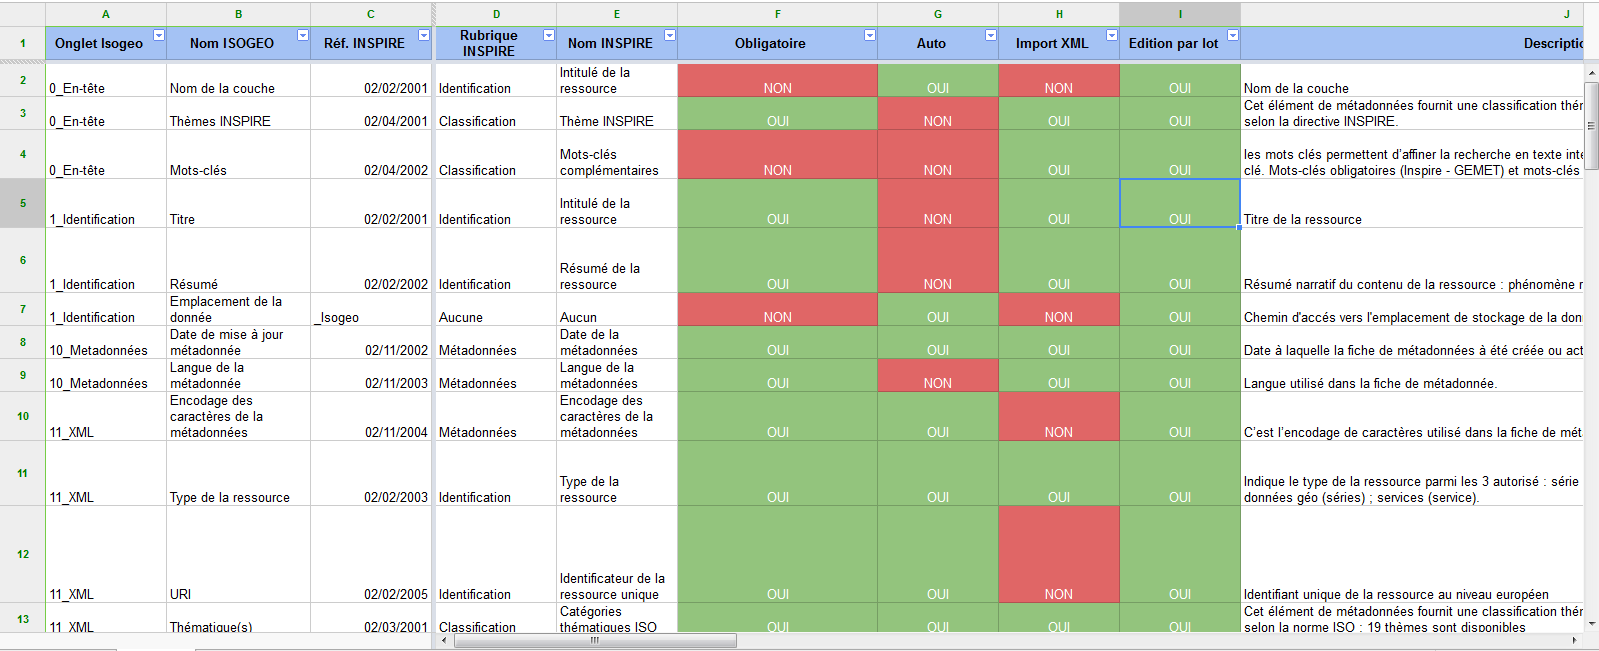 A B C D E F G H I J
1 Onglet Isogeo Nom ISOGEO Réf. INSPIRE Rubrique INSPIRE Nom INSPIRE Obligatoire Auto Import XML Edition par lot Descriptio
2 0_En-tête Nom de la couche 02/02/2001 Identification Intitulé de la ressource NON OUI NON OUI Nom de la couche
3 0_En-tête Thèmes INSPIRE 02/04/2001 Classification Thème INSPIRE OUI NON OUI OUI Cet élément de métadonnées fournit une classification thér selon la directive INSPIRE.
4 0_En-tête Mots-clés 02/04/2002 Classification Mots-clés complémentaires NON NON OUI OUI les mots clés permettent d'affiner la recherche en texte inte clé. Mots-clés obligatoires (Inspire - GEMET) et mots-clés
5 1_Identification Titre 02/02/2001 Identification Intitulé de la ressource OUI NON OUI OUI Titre de la ressource
6 1_Identification Résumé 02/02/2002 Identification Résumé de la ressource OUI NON OUI OUI Résumé narratif du contenu de la ressource : phénomène r
7 1_Identification Emplacement de la donnée _Isogeo Aucune Aucun NON OUI NON OUI Chemin d'accés vers l'emplacement de stockage de la don
8 10_Metadonnées Date de mise à jour métadonnée 02/11/2002 Métadonnées Date de la métadonnées OUI OUI OUI OUI Date à laquelle la fiche de métadonnées à été créée ou act
9 10_Metadonnées Langue de la métadonnée 02/11/2003 Métadonnées Langue de la métadonnées OUI NON OUI OUI Langue utilisé dans la fiche de métadonnée.
10 11_XML Encodage des caractères de la métadonnées 02/11/2004 Métadonnées Encodage des caractères de la métadonnées OUI OUI NON OUI C'est l'encodage de caractères utilisé dans la fiche de mét
11 11_XML Type de la ressource 02/02/2003 Identification Type de la ressource OUI OUI OUI OUI Indique le type de la ressource parmi les 3 autorisé : série données géo (séries) ; services (service).
12 11_XML URI 02/02/2005 Identification Identificateur de la ressource unique OUI OUI NON OUI Identifiant unique de la ressource au niveau européen
13 11_XML Thématique(s) 02/03/2001 Classification Catégories thématiques ISO OUI OUI OUI OUI Cet élément de métadonnées fournit une classification thér selon la norme ISO : 19 thèmes sont disponibles